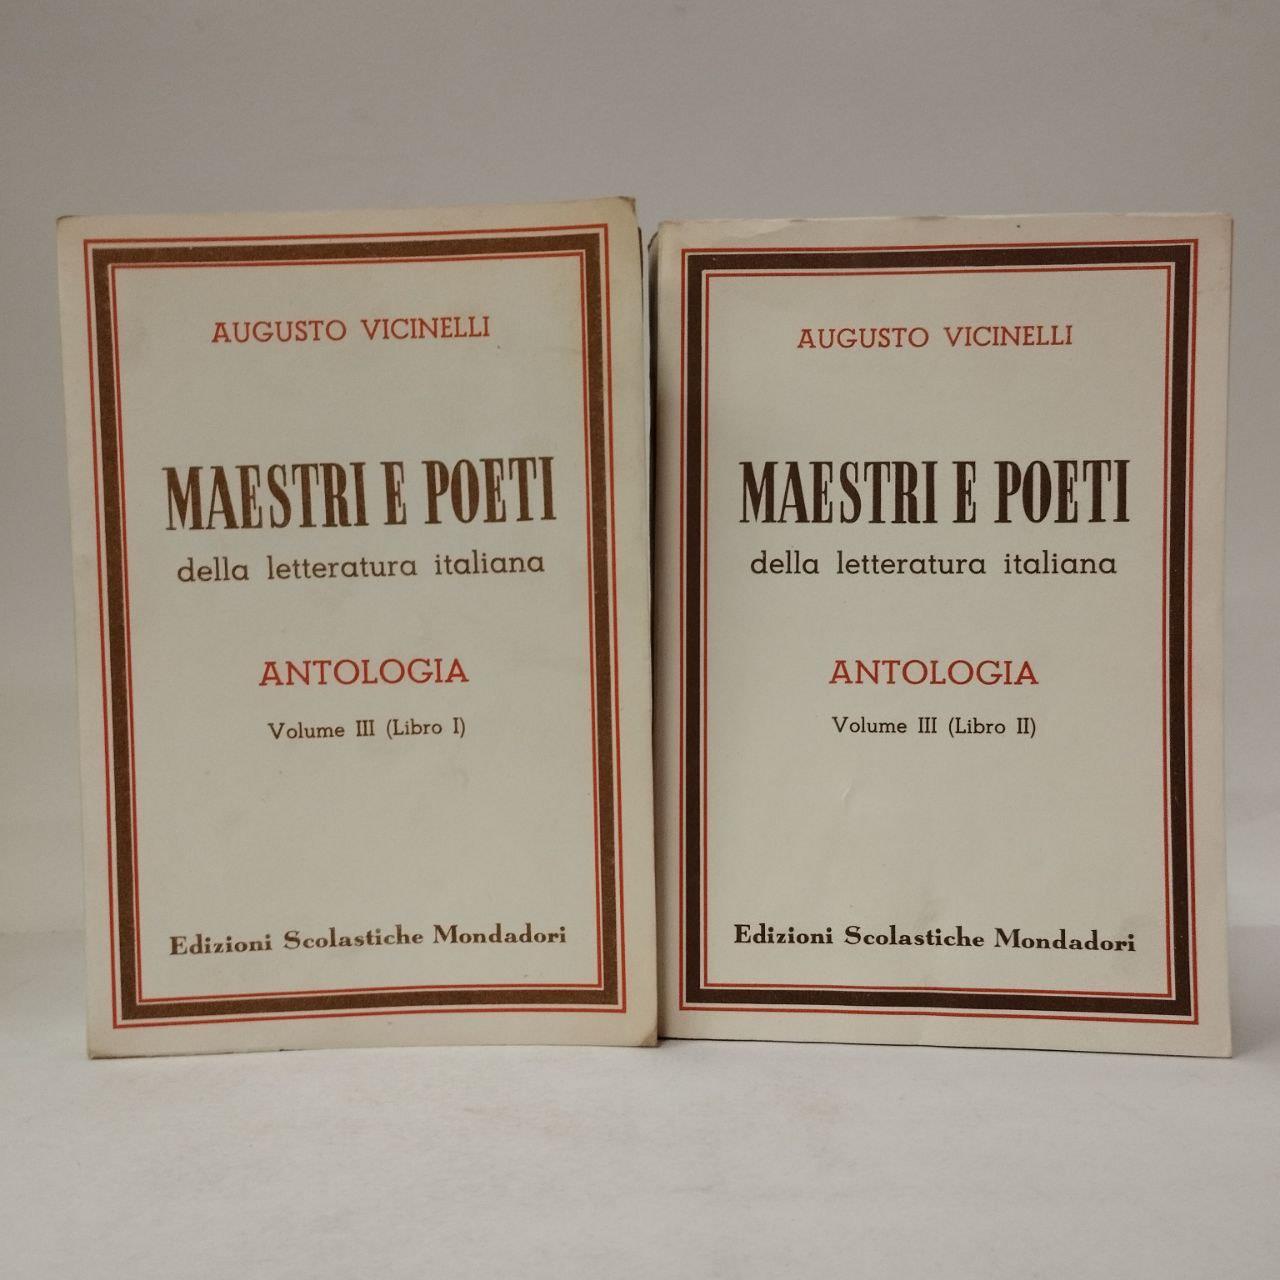 AUGUSTO VICINELLI
MAESTRI E POETI
della letteratura italiana
ANTOLOGIA
Volume III (Libro I)
Edizioni Scolastiche Mondadori
AUGUSTO VICINELLI
MAESTRI E POETI
della letteratura italiana
ANTOLOGIA
Volume III (Libro II)
Edizioni Scolastiche Mondadori